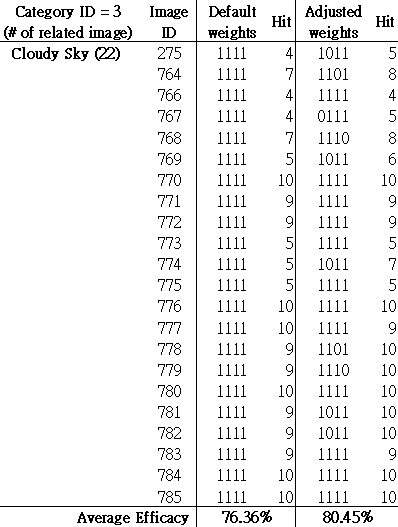 Category ID = 3 Image Default Hit Adjusted Hit
(# of related image) ID weights weights
Cloudy Sky (22) 275 1111 4 1011 5
764 1111 7 1101 8
766 1111 4 1111 4
767 1111 4 0111 5
768 1111 7 1110 8
769 1111 5 1011 6
770 1111 10 1111 10
771 1111 9 1111 9
772 1111 9 1111 9
773 1111 5 1111 5
774 1111 5 1011 7
775 1111 5 1111 5
776 1111 10 1111 10
777 1111 10 1111 9
778 1111 9 1101 10
779 1111 9 1110 10
780 1111 10 1111 10
781 1111 9 1011 10
782 1111 9 1011 10
783 1111 9 1111 9
784 1111 10 1111 10
785 1111 10 1111 10
Average Efficacy 76.36% 80.45%